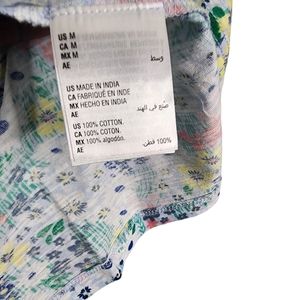 US M
CA M
MX M
AE وسط
US MADE IN INDIA
CA FABRIQUÉ EN INDE
MX HECHO EN INDIA
AE صنع فى الهند
US 100% COTTON.
CA 100% COTON.
MX 100% algodón.
AE 100% قطن